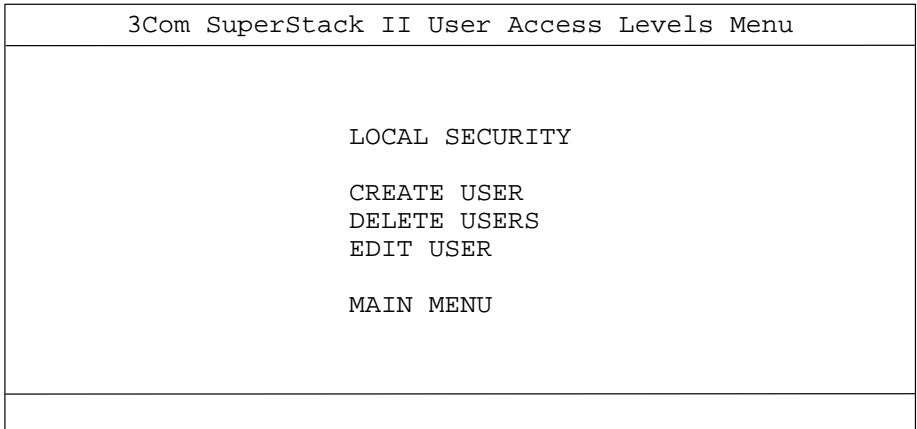 3Com SuperStack II User Access Levels Menu
LOCAL SECURITY
CREATE USER
DELETE USERS
EDIT USER
MAIN MENU